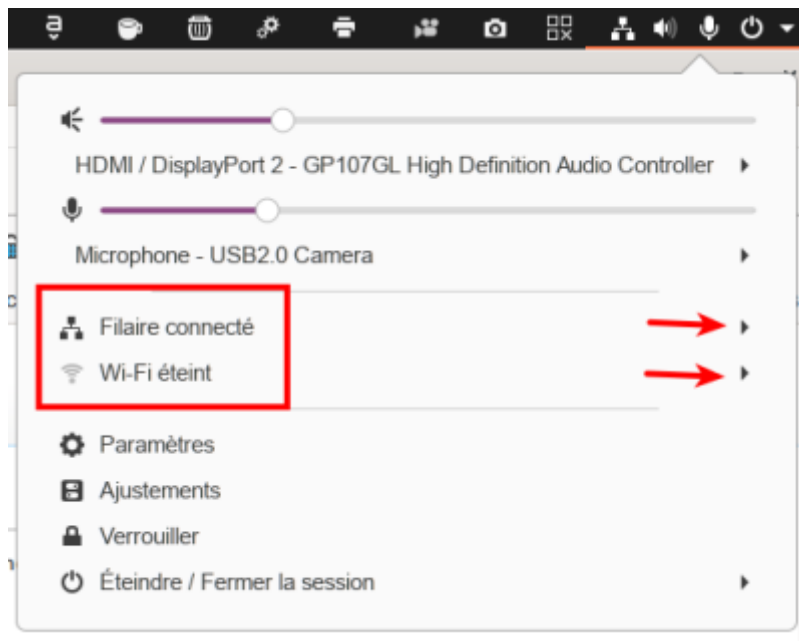 HDMI / DisplayPort 2 - GP107GL High Definition Audio Controller
Microphone - USB2.0 Camera
Filaire connecté
Wi-Fi éteint
Paramètres
Ajustements
Verrouiller
Éteindre / Fermer la session